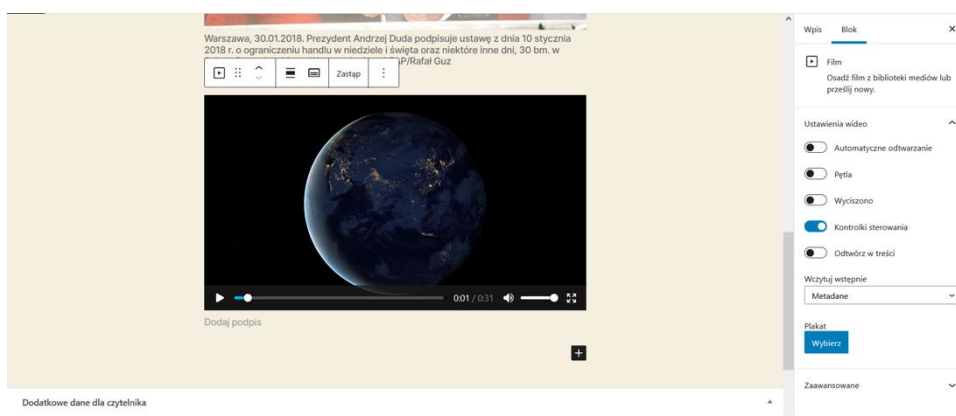 Warszawa, 30.01.2018. Prezydent Andrzej Duda podpisuje ustawę z dnia 10 stycznia
2018 r. o ograniczeniu handlu w niedziele i święta oraz niektóre inne dni, 30 bm. w
AP/Rafał Guz
Zastąp
0:01 / 0:31
Dodaj podpis
Dodatkowe dane dla czytelnika
Wpis Blok
Film
Osadź film z biblioteki mediów lub
prześlij nowy.
Ustawienia wideo
Automatyczne odtwarzanie
Pętla
Wyciszono
Kontrolki sterowania
Odtwórz w treści
Wczytuj wstępnie
Metadane
Plakat
Wybierz
Zaawansowane